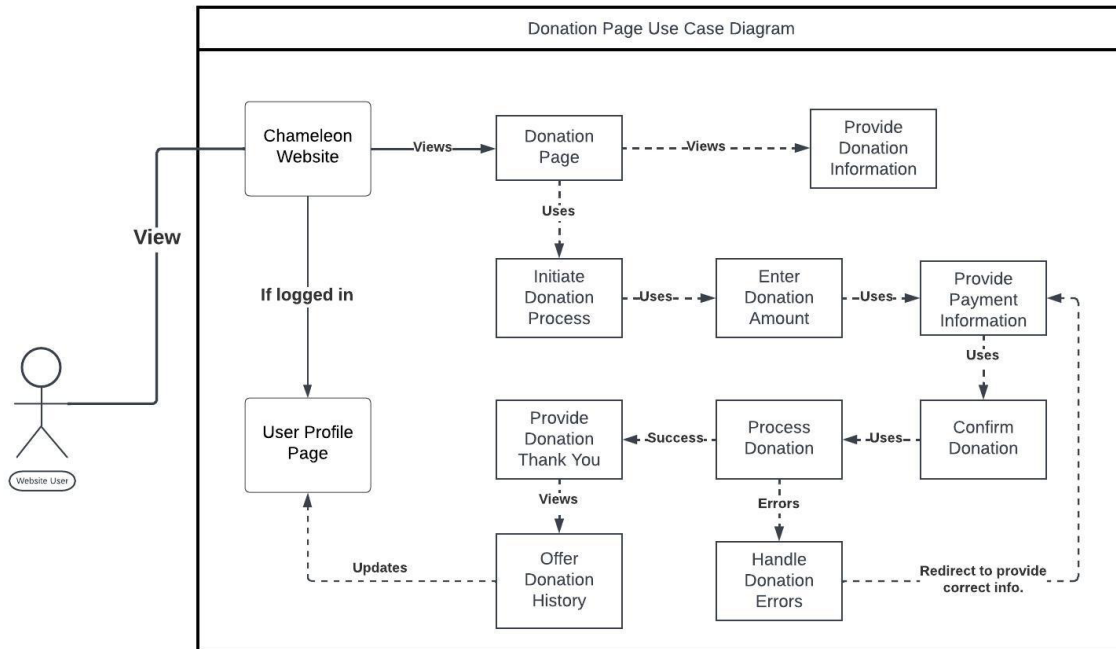 Donation Page Use Case Diagram
Chameleon
Website
Views
Donation
Page
Views
Provide
Donation
Information
View
Uses
If logged in
Initiate
Donation
Process
Uses
Enter
Donation
Amount
Uses
Provide
Payment
Information
Uses
Website User
User Profile
Page
Provide
Donation
Thank You
Success
Process
Donation
Uses
Confirm
Donation
Views
Errors
Updates
Offer
Donation
History
Handle
Donation
Errors
Redirect to provide
correct info.